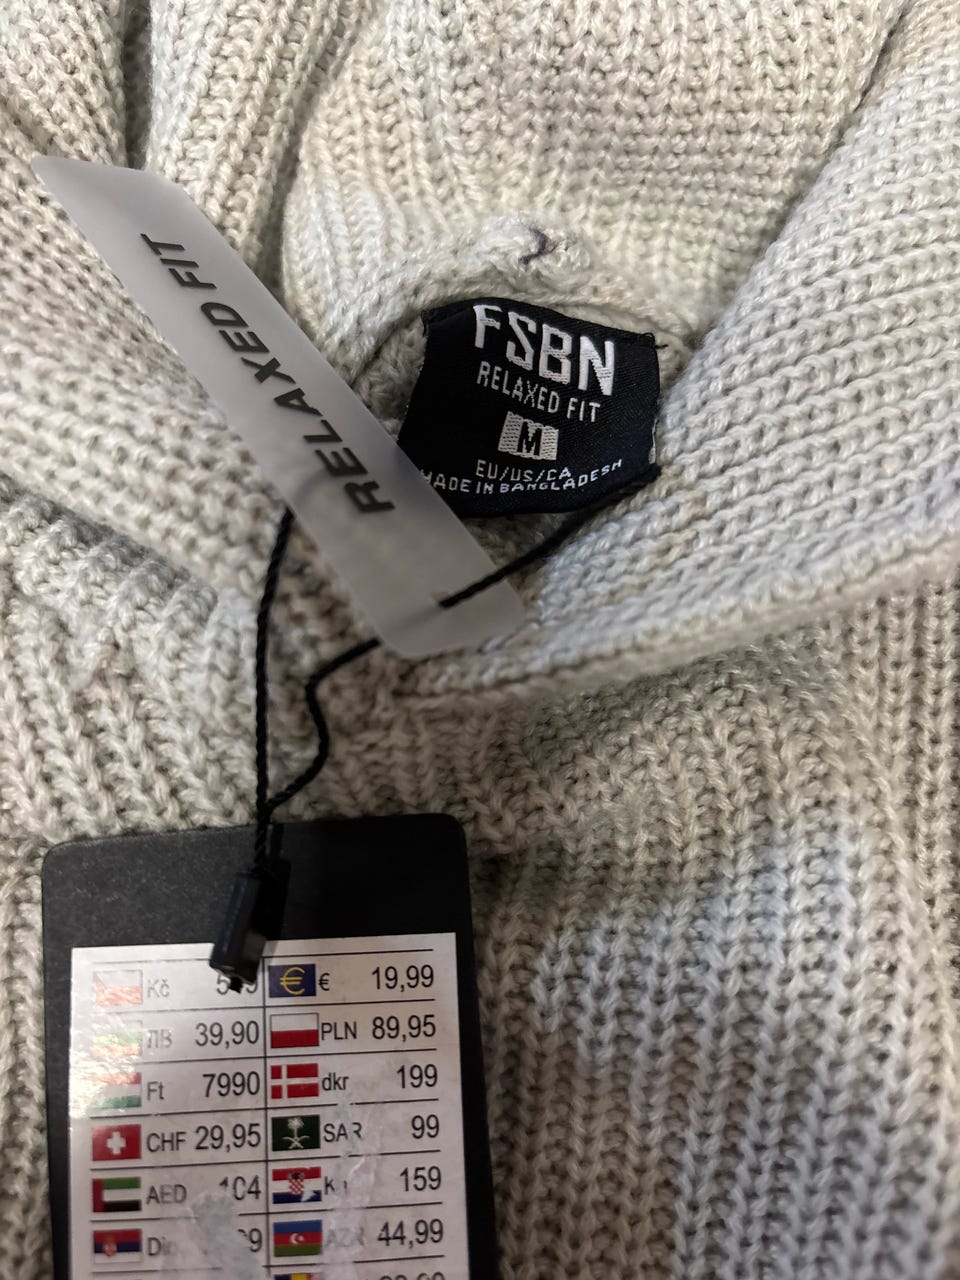 RELAXED FIT
FSBN
RELAXED FIT
M
EU/US/CA
MADE IN BANGLADESH
Kč € 19,99
ЛВ 39,90 PLN 89,95
Ft 7990 dkr 199
CHF 29,95 SAR 99
AED 104 159
44,99